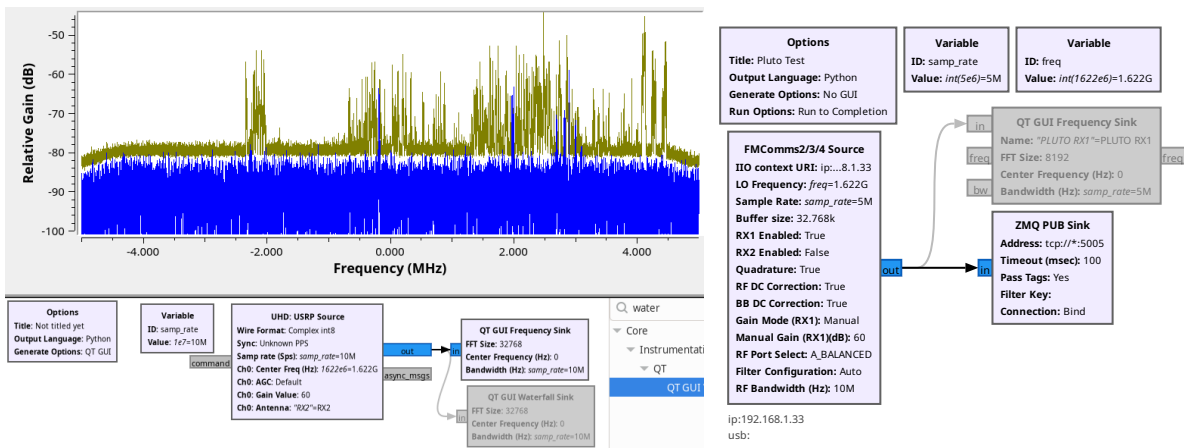 -50
-60
-70
-80
-90
-100
Relative Gain (dB)
-4.000
-2.000
0.000
2.000
4.000
Frequency (MHz)
Options
Title: Not titled yet
Output Language: Python
Generate Options: QT GUI
Variable
ID: samp_rate
Value: 1e7=10M
command
UHD: USRP Source
Wire Format: Complex int8
Sync: Unknown PPS
Samp rate (Sps): samp_rate=10M
Ch0: Center Freq (Hz): 1622e6=1.622G
Ch0: AGC: Default
Ch0: Gain Value: 60
Ch0: Antenna: "RX2"=RX2
out
async_msgs
in
QT GUI Frequency Sink
FFT Size: 32768
Center Frequency (Hz): 0
Bandwidth (Hz): samp_rate=10M
in
QT GUI Waterfall Sink
FFT Size: 32768
Center Frequency (Hz): 0
Bandwidth (Hz): samp_rate=10M
water
Core
Instrumentati
QT
QT GUI
Options
Title: Pluto Test
Output Language: Python
Generate Options: No GUI
Run Options: Run to Completion
Variable
ID: samp_rate
Value: int(5e6)=5M
Variable
ID: freq
Value: int(1622e6)=1.622G
FMComms2/3/4 Source
IIO context URI: ip:...8.1.33
LO Frequency: freq=1.622G
Sample Rate: samp_rate=5M
Buffer size: 32.768k
RX1 Enabled: True
RX2 Enabled: False
Quadrature: True
RF DC Correction: True
BB DC Correction: True
Gain Mode (RX1): Manual
Manual Gain (RX1)(dB): 60
RF Port Select: A_BALANCED
Filter Configuration: Auto
RF Bandwidth (Hz): 10M
out
in
freq
bw
QT GUI Frequency Sink
Name: "PLUTO RX1"=PLUTO RX1
FFT Size: 8192
Center Frequency (Hz): 0
Bandwidth (Hz): samp_rate=5M
freq
in
ZMQ PUB Sink
Address: tcp://*:5005
Timeout (msec): 100
Pass Tags: Yes
Filter Key:
Connection: Bind
ip:192.168.1.33
usb: